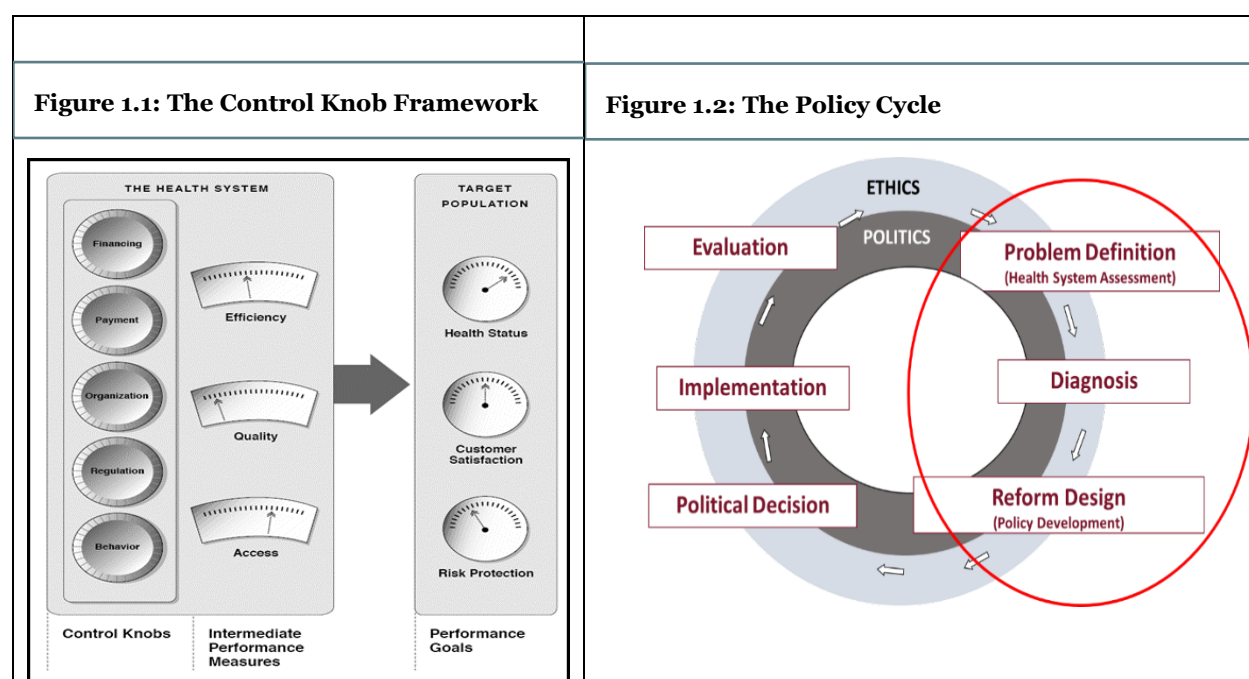 Figure 1.1: The Control Knob Framework
THE HEALTH SYSTEM
Financing
Payment
Organization
Regulation
Behavior
Efficiency
Quality
Access
TARGET
POPULATION
Health Status
Customer
Satisfaction
Risk Protection
Control Knobs
Intermediate
Performance
Measures
Performance
Goals
Figure 1.2: The Policy Cycle
ETHICS
POLITICS
Problem Definition
(Health System Assessment)
Diagnosis
Reform Design
(Policy Development)
Political Decision
Implementation
Evaluation